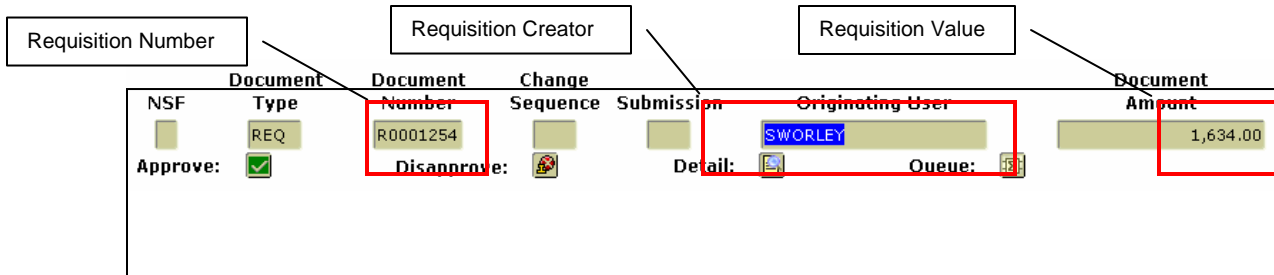 Requisition Number
Requisition Creator
Requisition Value
Document Document Change Document
NSF Type Number Sequence Submission Originating User Amount
REQ R0001254 SWORLEY 1,634.00
Approve: Disapprove: Detail: Queue: